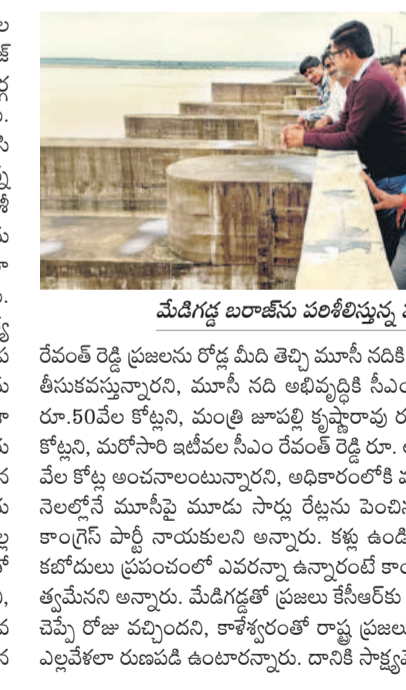 ల
జ్
ర్ల
.
సి
న్న
శీ
ను
రా
.
వ్య
ప
రు
నా
రు
న
రు
ల్ల
లో
ని,
వ
న
మేడిగడ్డ బరాజ్‌ను పరిశీలిస్తున్న
రేవంత్ రెడ్డి ప్రజలను రోడ్ల మీది తెచ్చి మూసీ నదికి
తీసుకవస్తున్నారని, మూసీ నది అభివృద్ధికి సీఎం
రూ.50వేల కోట్లని, మంత్రి జూపల్లి కృష్ణారావు రూ
కోట్లని, మరోసారి ఇటీవల సీఎం రేవంత్ రెడ్డి రూ.
వేల కోట్ల అంచనాలంటున్నారని, అధికారంలోకి
నెలల్లోనే మూసీపై మూడు సార్లు రేట్లను పెంచిన
కాంగ్రెస్ పార్టీ నాయకులని అన్నారు. కళ్లు ఉండి
కబోదులు ప్రపంచంలో ఎవరన్నా ఉన్నారంటే కాం
త్వమేనని అన్నారు. మేడిగడ్డతో ప్రజలు కేసీఆర్‌కు
చెప్పే రోజు వచ్చిందని, కాళేశ్వరంతో రాష్ట్ర ప్రజలు
ఎల్లవేళలా రుణపడి ఉంటారన్నారు. దానికి సాక్ష్యమే